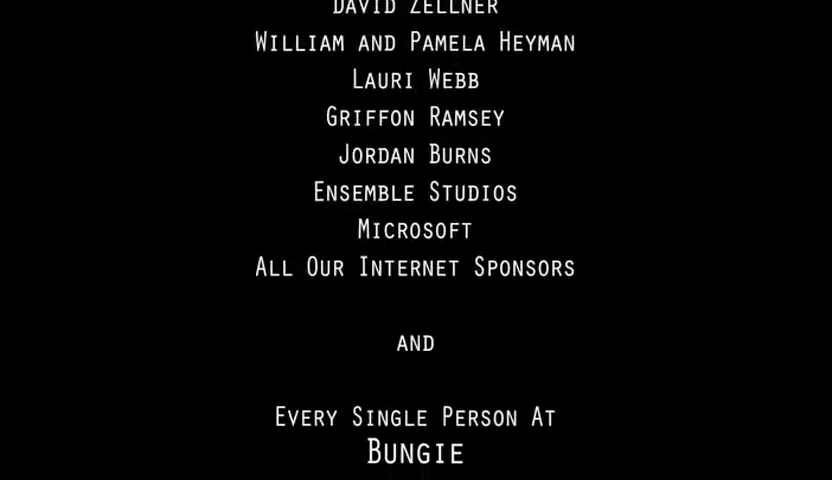 David Zellner
William and Pamela Heyman
Lauri Webb
Griffon Ramsey
Jordan Burns
Ensemble Studios
Microsoft
All Our Internet Sponsors
and
Every Single Person At
Bungie